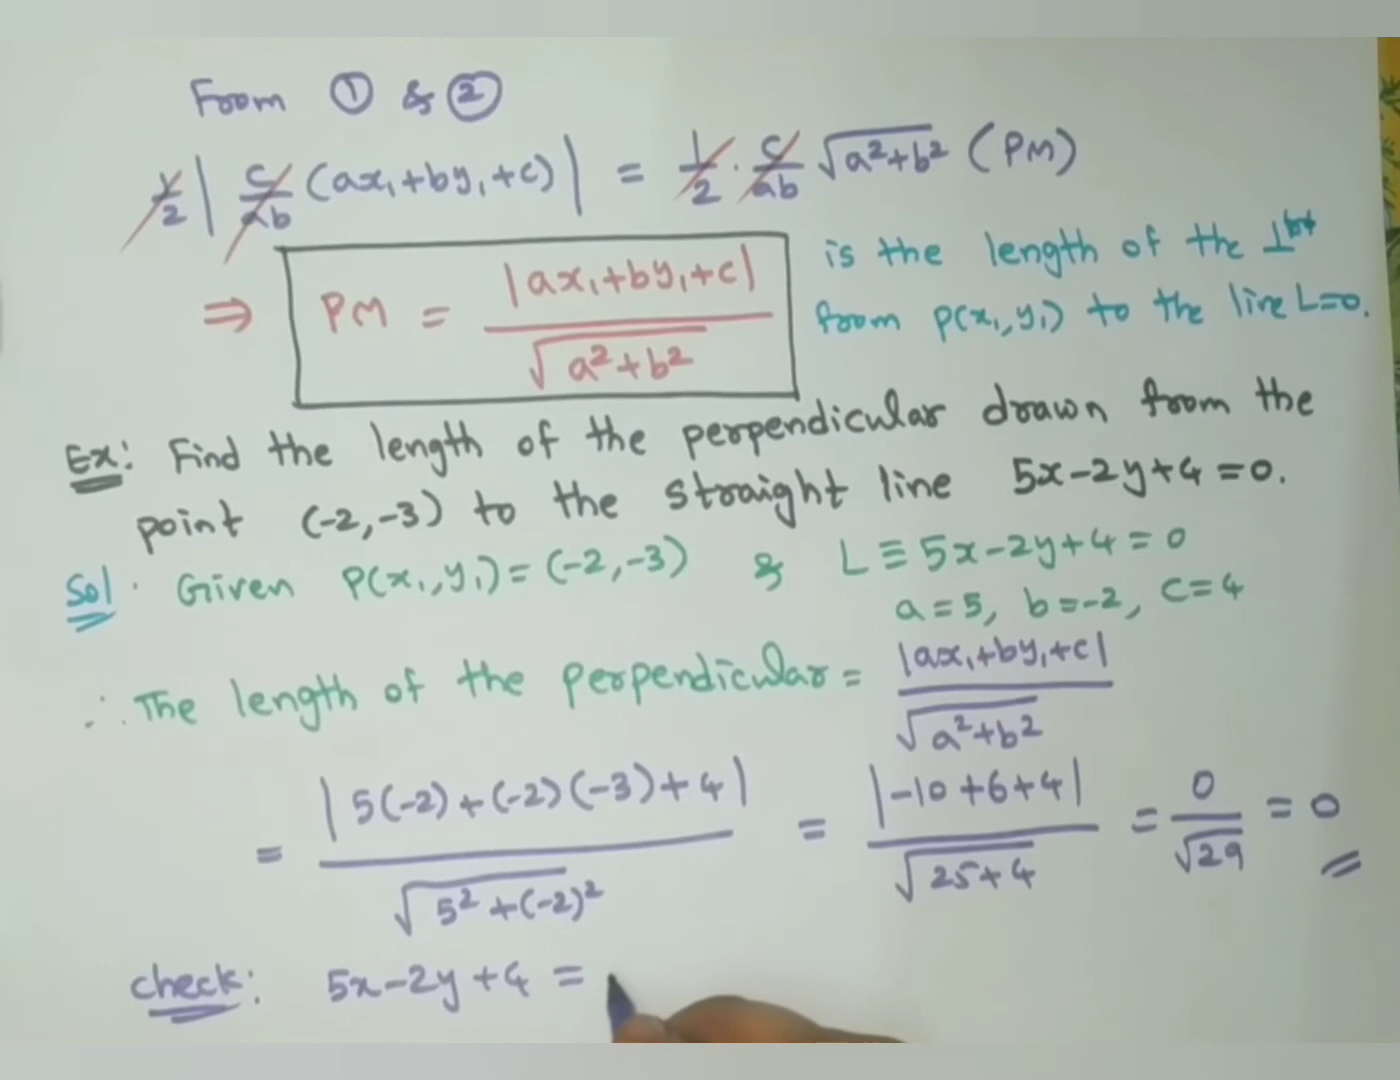 From ① & ②
1/2 | c/ab (ax₁+by₁+c) | = 1/2 · c/ab √(a²+b²) (PM)
⇒ PM = |ax₁+by₁+c| / √(a²+b²)
is the length of the ⊥
from P(x₁,y₁) to the line L=0.
Ex: Find the length of the perpendicular drawn from the
point (-2,-3) to the straight line 5x-2y+4=0.
Sol. Given P(x₁,y₁)=(-2,-3) & L≡5x-2y+4=0
a=5, b=-2, c=4
∴ The length of the perpendicular = |ax₁+by₁+c| / √(a²+b²)
= |5(-2)+(-2)(-3)+4| / √(5²+(-2)²) = |-10+6+4| / √(25+4) = 0/√29 = 0
check: 5x-2y+4 =